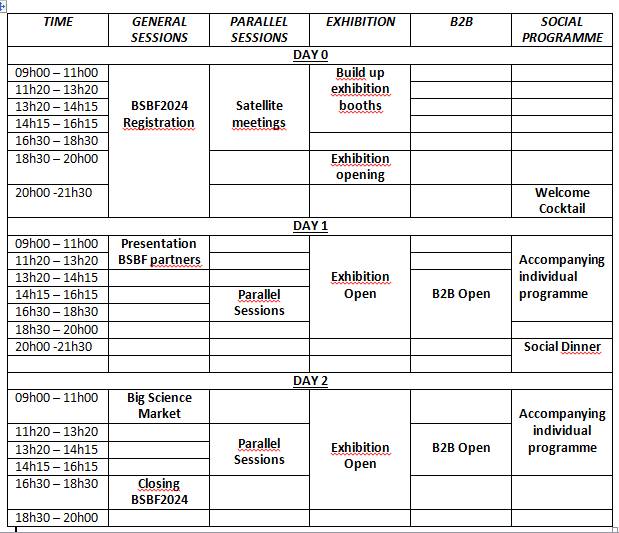 TIME
GENERAL SESSIONS
PARALLEL SESSIONS
EXHIBITION
B2B
SOCIAL PROGRAMME
DAY 0
09h00 – 11h00
11h20 – 13h20
13h20 – 14h15
14h15 – 16h15
16h30 – 18h30
18h30 – 20h00
20h00 -21h30
BSBF2024
Registration
Satellite
meetings
Build up
exhibition
booths
Exhibition
opening
Welcome
Cocktail
DAY 1
09h00 – 11h00
11h20 – 13h20
13h20 – 14h15
14h15 – 16h15
16h30 – 18h30
18h30 – 20h00
20h00 -21h30
Presentation
BSBF partners
Parallel
Sessions
Exhibition
Open
B2B Open
Accompanying
individual
programme
Social Dinner
DAY 2
09h00 – 11h00
11h20 – 13h20
13h20 – 14h15
14h15 – 16h15
16h30 – 18h30
18h30 – 20h00
Big Science
Market
Closing
BSBF2024
Parallel
Sessions
Exhibition
Open
B2B Open
Accompanying
individual
programme